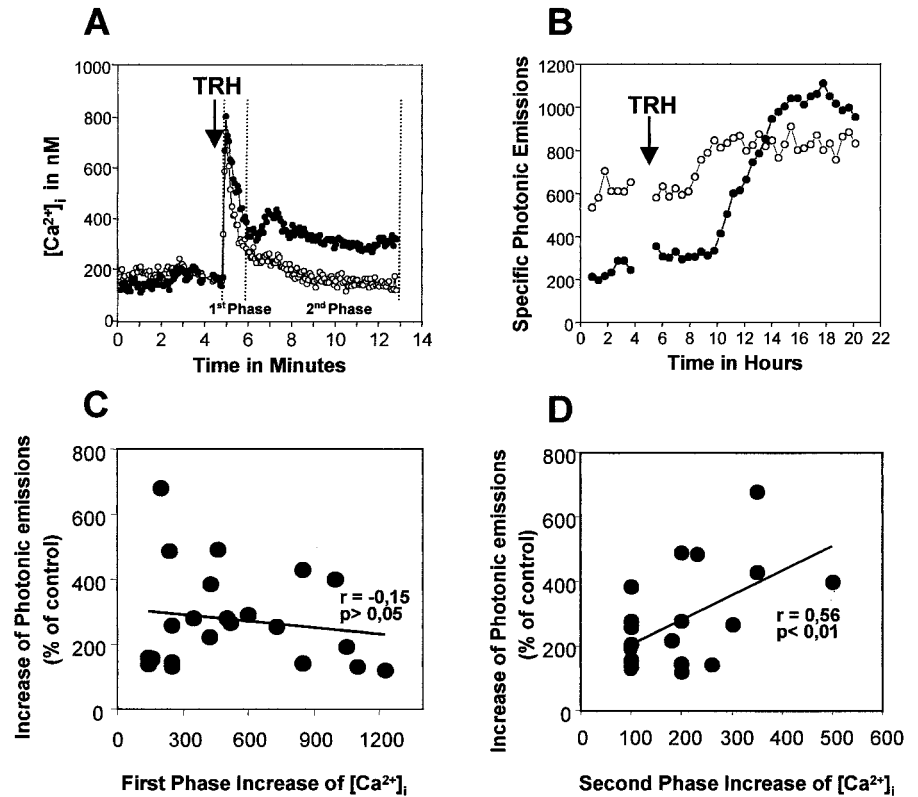 A
[Ca²⁺]ᵢ in nM
1000
800
600
400
200
0
TRH
1ˢᵗ Phase
2ⁿᵈ Phase
0 2 4 6 8 10 12 14
Time in Minutes
B
Specific Photonic Emissions
1200
1000
800
600
400
200
0
TRH
0 2 4 6 8 10 12 14 16 18 20 22
Time in Hours
C
Increase of Photonic emissions
(% of control)
800
600
400
200
0
r = -0,15
p> 0,05
0 300 600 900 1200
First Phase Increase of [Ca²⁺]ᵢ
D
Increase of Photonic emissions
(% of control)
800
600
400
200
0
r = 0,56
p< 0,01
0 100 200 300 400 500 600
Second Phase Increase of [Ca²⁺]ᵢ